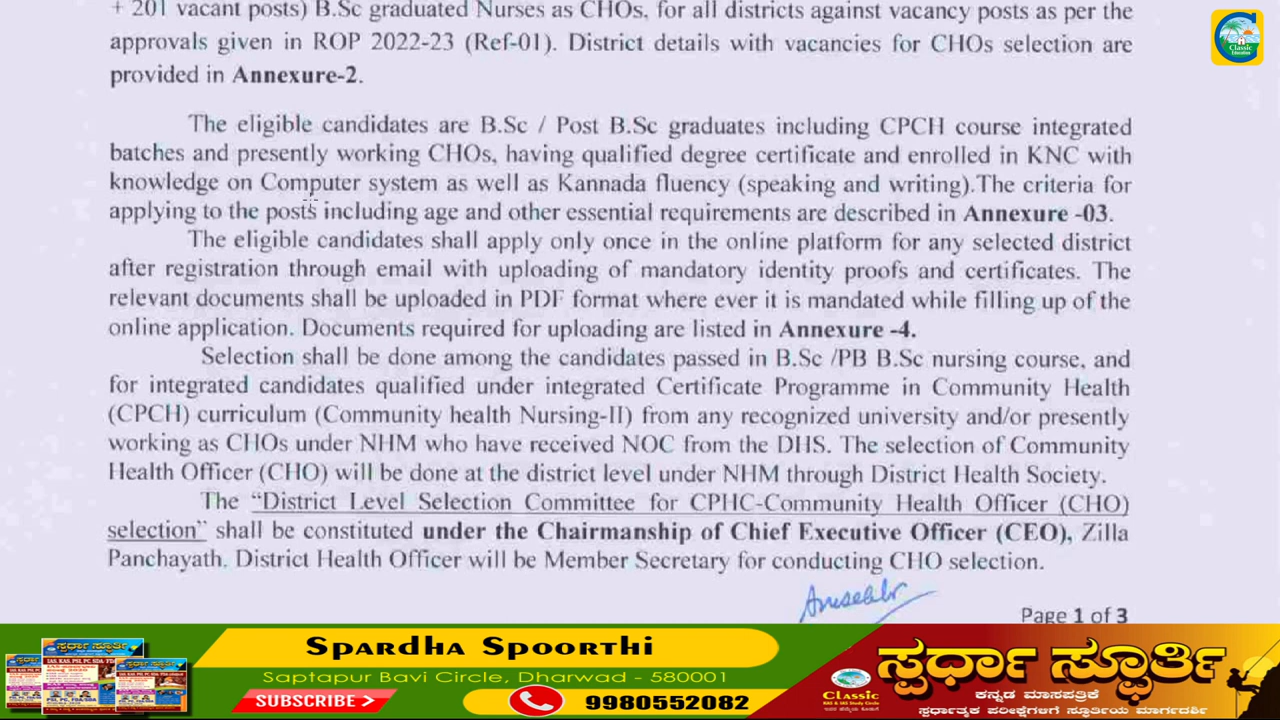 + 201 vacant posts) B.Sc graduated Nurses as CHOs, for all districts against vacancy posts as per the
approvals given in ROP 2022-23 (Ref-01). District details with vacancies for CHOs selection are
provided in Annexure-2.
The eligible candidates are B.Sc / Post B.Sc graduates including CPCH course integrated
batches and presently working CHOs, having qualified degree certificate and enrolled in KNC with
knowledge on Computer system as well as Kannada fluency (speaking and writing).The criteria for
applying to the posts including age and other essential requirements are described in Annexure -03.
The eligible candidates shall apply only once in the online platform for any selected district
after registration through email with uploading of mandatory identity proofs and certificates. The
relevant documents shall be uploaded in PDF format where ever it is mandated while filling up of the
online application. Documents required for uploading are listed in Annexure -4.
Selection shall be done among the candidates passed in B.Sc /PB B.Sc nursing course, and
for integrated candidates qualified under integrated Certificate Programme in Community Health
(CPCH) curriculum (Community health Nursing-II) from any recognized university and/or presently
working as CHOs under NHM who have received NOC from the DHS. The selection of Community
Health Officer (CHO) will be done at the district level under NHM through District Health Society.
The "District Level Selection Committee for CPHC-Community Health Officer (CHO)
selection" shall be constituted under the Chairmanship of Chief Executive Officer (CEO), Zilla
Panchayath. District Health Officer will be Member Secretary for conducting CHO selection.
Page 1 of 3
Classic
Education
Spardha Spoorthi
Saptapur Bavi Circle, Dharwad - 580001
SUBSCRIBE
9980552082
ಸ್ಪರ್ಧಾ ಸ್ಪೂರ್ತಿ
ಕನ್ನಡ ಮಾಸಪತ್ರಿಕೆ
ಸ್ಪರ್ಧಾತ್ಮಕ ಪರೀಕ್ಷೆಗಳಿಗೆ ಸ್ಫೂರ್ತಿಯ ಮಾರ್ಗದರ್ಶಿ
Classic
KAS & IAS Study Circle